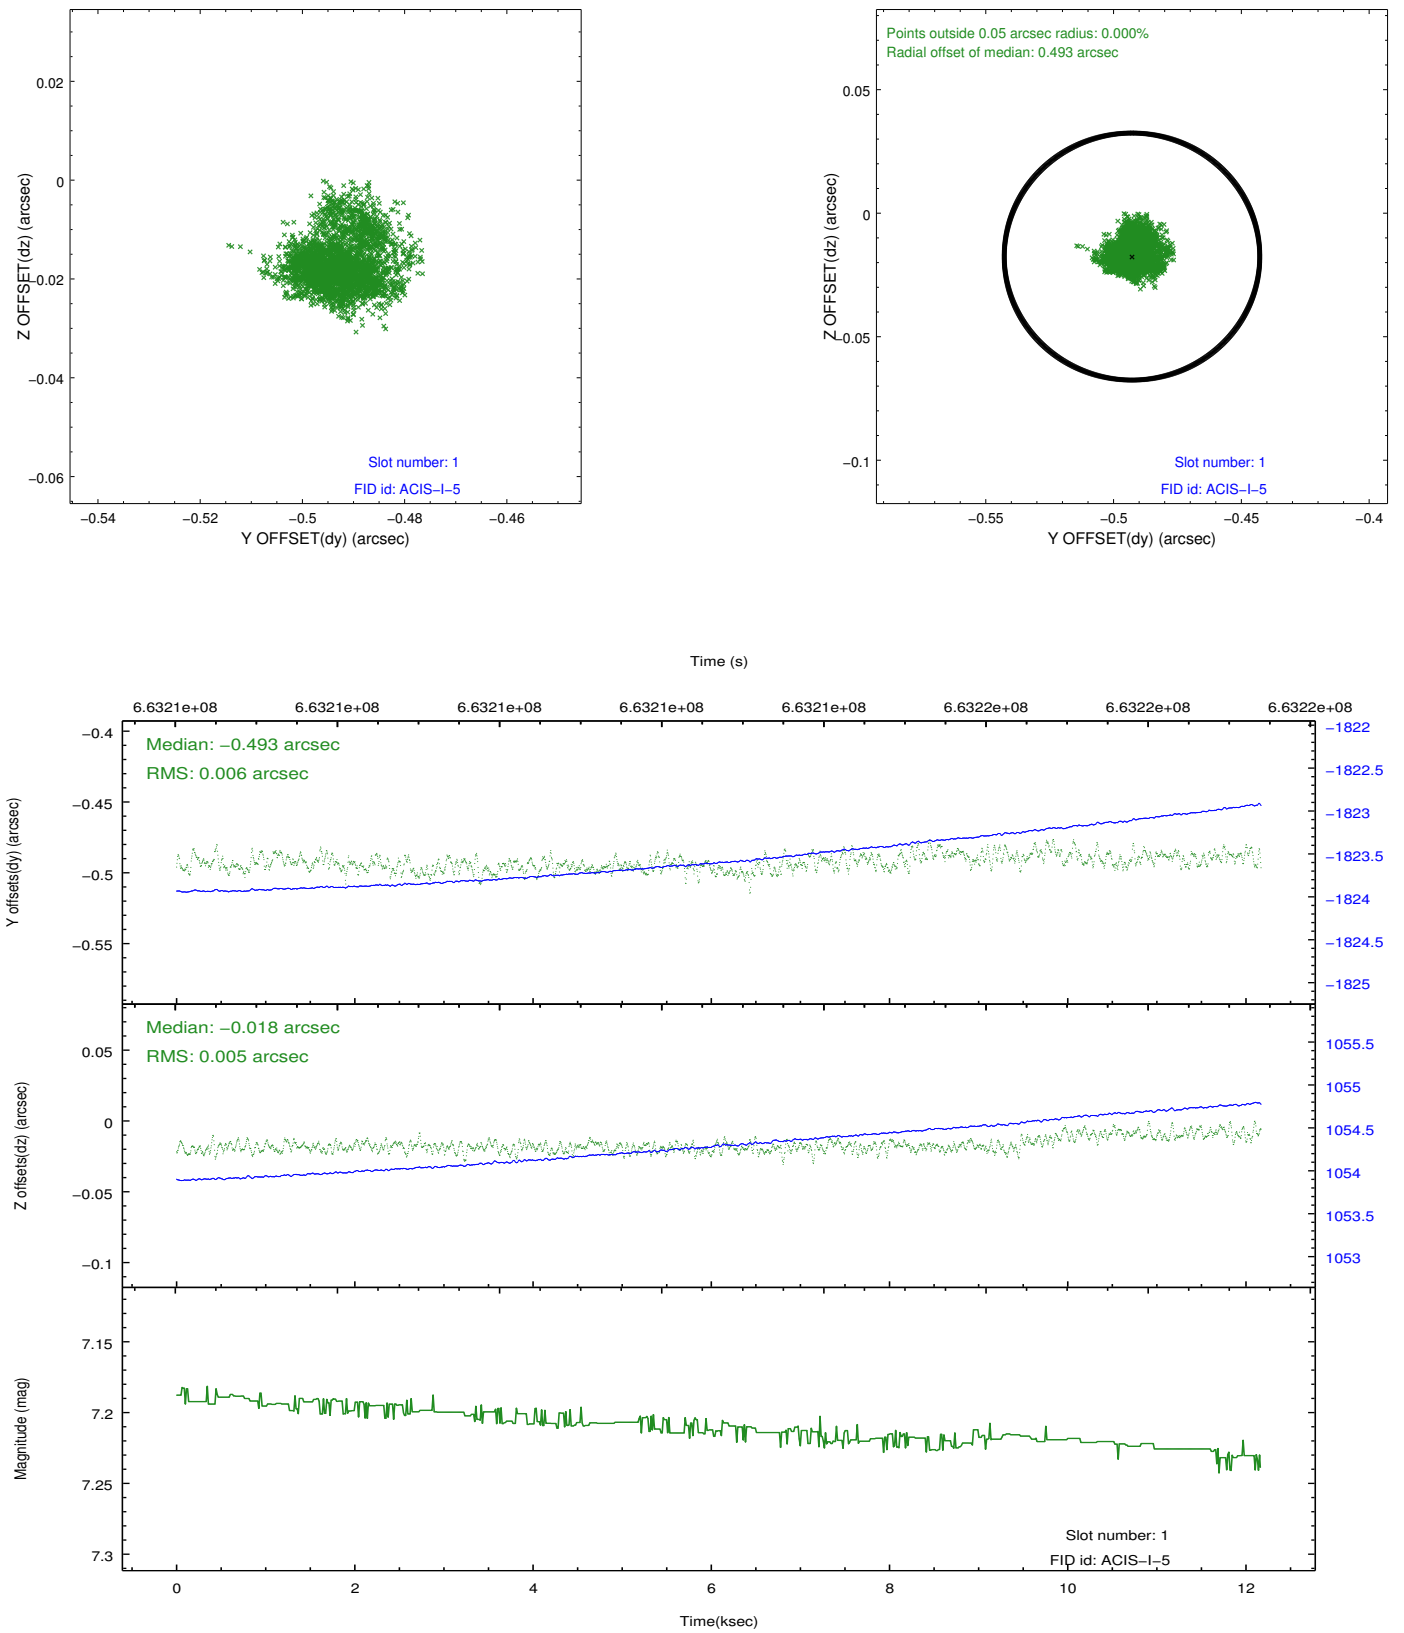 0.02
0
−0.02
−0.04
−0.06
Z OFFSET(dz) (arcsec)
Slot number: 1
FID id: ACIS−I−5
−0.54 −0.52 −0.5 −0.48 −0.46
Y OFFSET(dy) (arcsec)
Points outside 0.05 arcsec radius: 0.000%
Radial offset of median: 0.493 arcsec
0.05
0
−0.05
−0.1
Z OFFSET(dz) (arcsec)
Slot number: 1
FID id: ACIS−I−5
−0.55 −0.5 −0.45 −0.4
Y OFFSET(dy) (arcsec)
Time (s)
6.6321e+08 6.6321e+08 6.6321e+08 6.6321e+08 6.6321e+08 6.6322e+08 6.6322e+08 6.6322e+08
Median: −0.493 arcsec
RMS: 0.006 arcsec
−0.4
−0.45
−0.5
−0.55
Y offsets(dy) (arcsec)
−1822
−1822.5
−1823
−1823.5
−1824
−1824.5
−1825
Median: −0.018 arcsec
RMS: 0.005 arcsec
0.05
0
−0.05
−0.1
Z offsets(dz) (arcsec)
1055.5
1055
1054.5
1054
1053.5
1053
7.15
7.2
7.25
7.3
Magnitude (mag)
Slot number: 1
FID id: ACIS−I−5
0 2 4 6 8 10 12
Time(ksec)